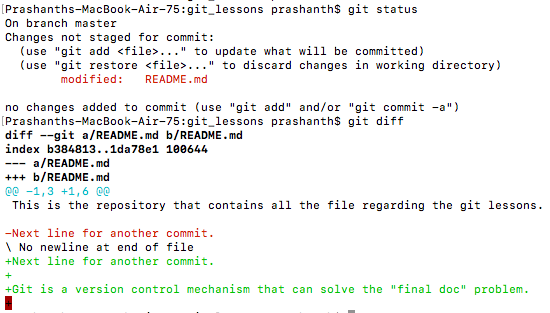 [Prashanths-MacBook-Air-75:git_lessons prashanth$ git status
On branch master
Changes not staged for commit:
  (use "git add <file>..." to update what will be committed)
  (use "git restore <file>..." to discard changes in working directory)
        modified:   README.md

no changes added to commit (use "git add" and/or "git commit -a")
[Prashanths-MacBook-Air-75:git_lessons prashanth$ git diff
diff --git a/README.md b/README.md
index b384813..1da78e1 100644
--- a/README.md
+++ b/README.md
@@ -1,3 +1,6 @@
 This is the repository that contains all the file regarding the git lessons.

-Next line for another commit.
\ No newline at end of file
+Next line for another commit.
+
+Git is a version control mechanism that can solve the "final doc" problem.
+